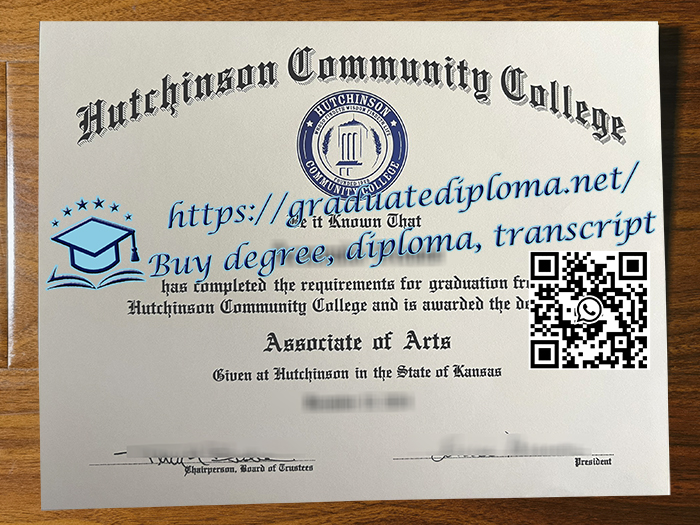 Hutchinson Community College
HUTCHINSON
COMMUNITY COLLEGE
https://graduatediploma.net/
Be it Known That
Buy degree, diploma, transcript
has completed the requirements for graduation fr
Hutchinson Community College and is awarded the de
Associate of Arts
Given at Hutchinson in the State of Kansas
Chairperson, Board of Trustees
President